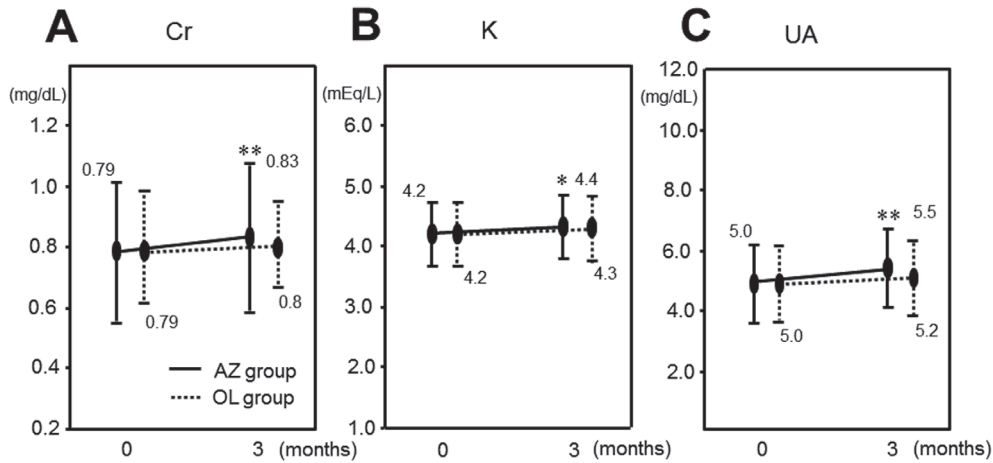 A
Cr
(mg/dL)
1.2
1.0
0.8
0.6
0.4
0.2
0.79
**
0.83
0.79
0.8
AZ group
OL group
0
3
(months)
B
K
(mEq/L)
6.0
5.0
4.0
3.0
2.0
1.0
4.2
*
4.4
4.2
4.3
0
3
(months)
C
UA
12.0
(mg/dL)
10.0
8.0
6.0
4.0
2.0
5.0
**
5.5
5.0
5.2
0
3
(months)